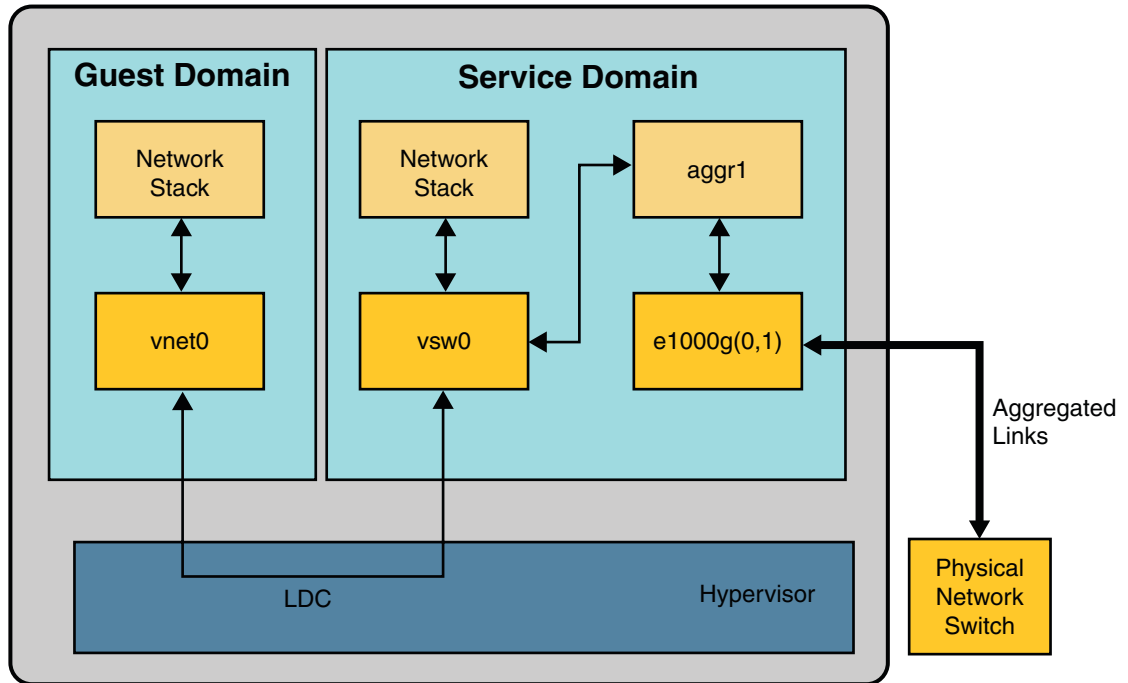 Guest Domain
Service Domain
Network
Stack
Network
Stack
aggr1
vnet0
vsw0
e1000g(0,1)
Aggregated
Links
LDC
Hypervisor
Physical
Network
Switch